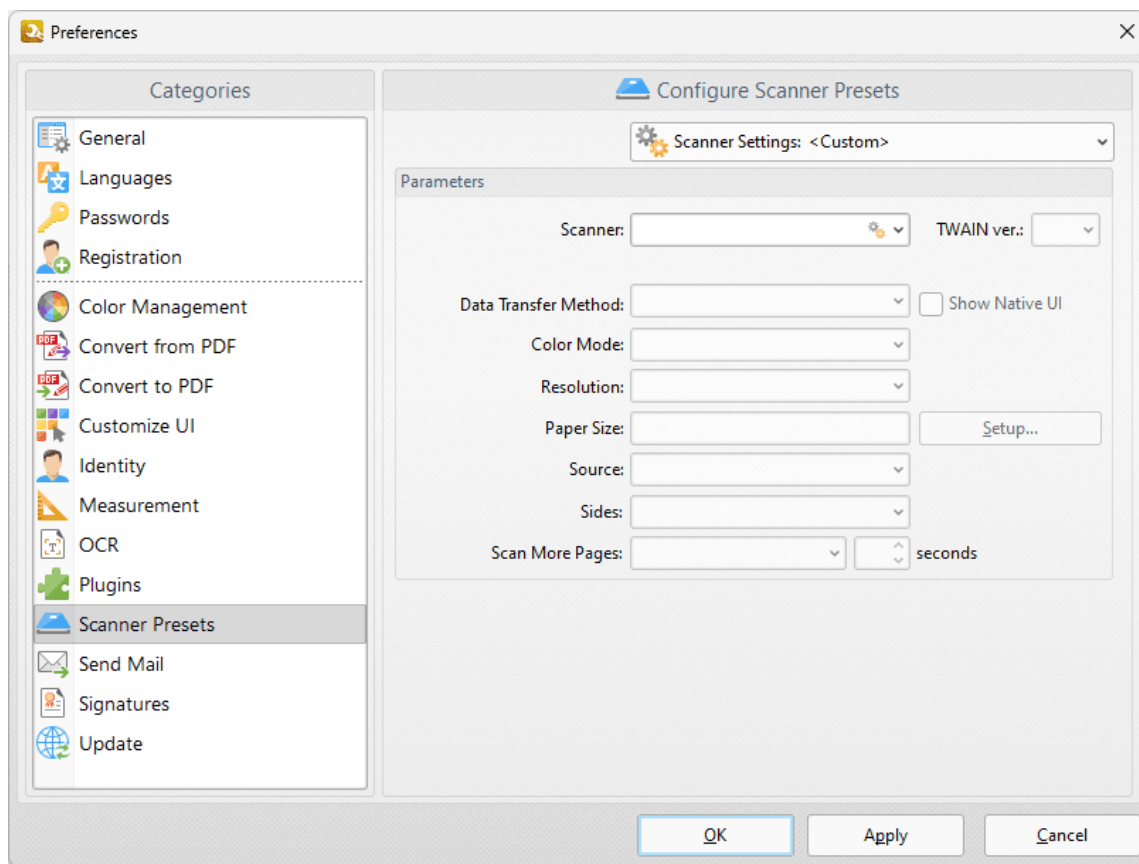 Preferences
Categories
General
Languages
Passwords
Registration
Color Management
Convert from PDF
Convert to PDF
Customize UI
Identity
Measurement
OCR
Plugins
Scanner Presets
Send Mail
Signatures
Update
Configure Scanner Presets
Scanner Settings: <Custom>
Parameters
Scanner: TWAIN ver.:
Data Transfer Method: Show Native UI
Color Mode:
Resolution:
Paper Size: Setup...
Source:
Sides:
Scan More Pages: seconds
OK Apply Cancel